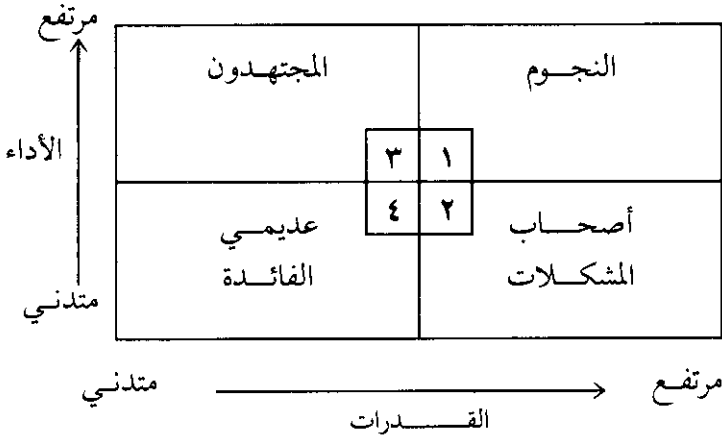 مرتفع
الأداء
متدني
النجوم
المجتهدون
١
٣
٢
٤
أصحاب
المشكلات
عديمي
الفائدة
مرتفع
متدني
القدرات